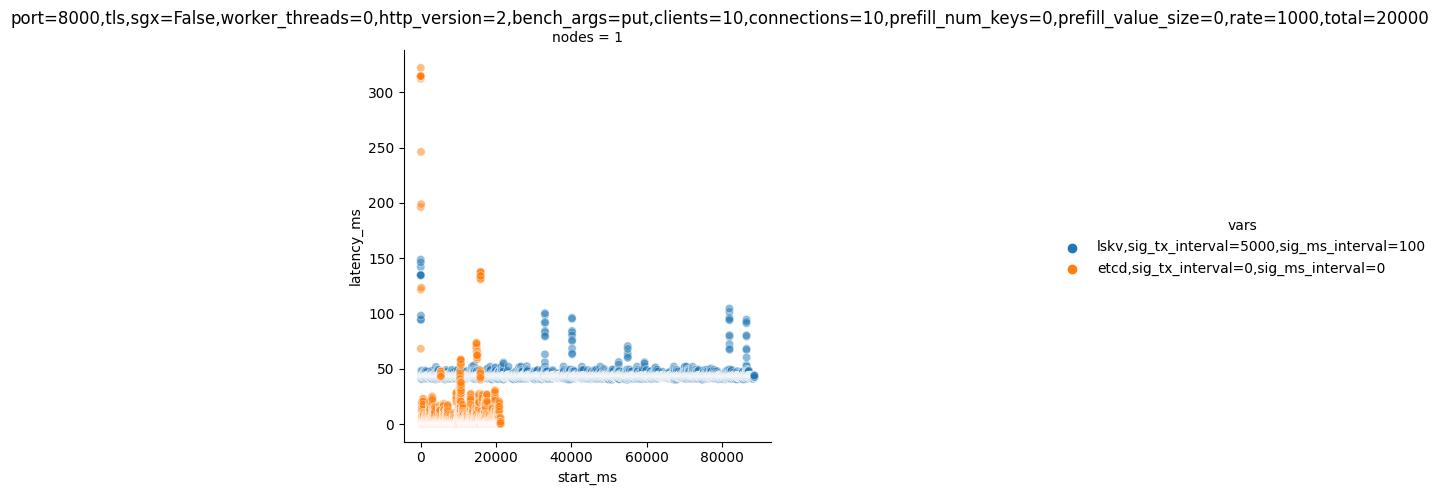 port=8000,tls,sgx=False,worker_threads=0,http_version=2,bench_args=put,clients=10,connections=10,prefill_num_keys=0,prefill_value_size=0,rate=1000,total=20000
nodes = 1
300
250
200
150
100
50
0
latency_ms
0 20000 40000 60000 80000
start_ms
vars
lskv,sig_tx_interval=5000,sig_ms_interval=100
etcd,sig_tx_interval=0,sig_ms_interval=0